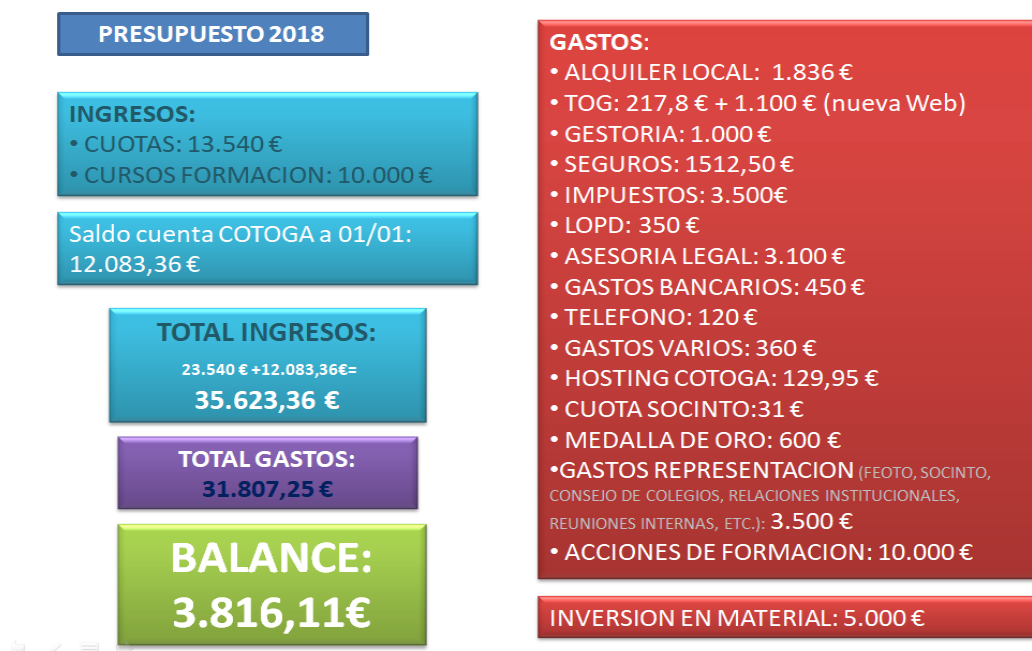 PRESUPUESTO 2018
INGRESOS:
• CUOTAS: 13.540 €
• CURSOS FORMACION: 10.000 €
Saldo cuenta COTOGA a 01/01:
12.083,36 €
TOTAL INGRESOS:
23.540 € +12.083,36€=
35.623,36 €
TOTAL GASTOS:
31.807,25 €
BALANCE:
3.816,11€
GASTOS:
• ALQUILER LOCAL: 1.836 €
• TOG: 217,8 € + 1.100 € (nueva Web)
• GESTORIA: 1.000 €
• SEGUROS: 1512,50 €
• IMPUESTOS: 3.500€
• LOPD: 350 €
• ASESORIA LEGAL: 3.100 €
• GASTOS BANCARIOS: 450 €
• TELEFONO: 120 €
• GASTOS VARIOS: 360 €
• HOSTING COTOGA: 129,95 €
• CUOTA SOCINTO:31 €
• MEDALLA DE ORO: 600 €
•GASTOS REPRESENTACION (FEOTO, SOCINTO,
CONSEJO DE COLEGIOS, RELACIONES INSTITUCIONALES,
REUNIONES INTERNAS, ETC.): 3.500 €
• ACCIONES DE FORMACION: 10.000 €
INVERSION EN MATERIAL: 5.000 €